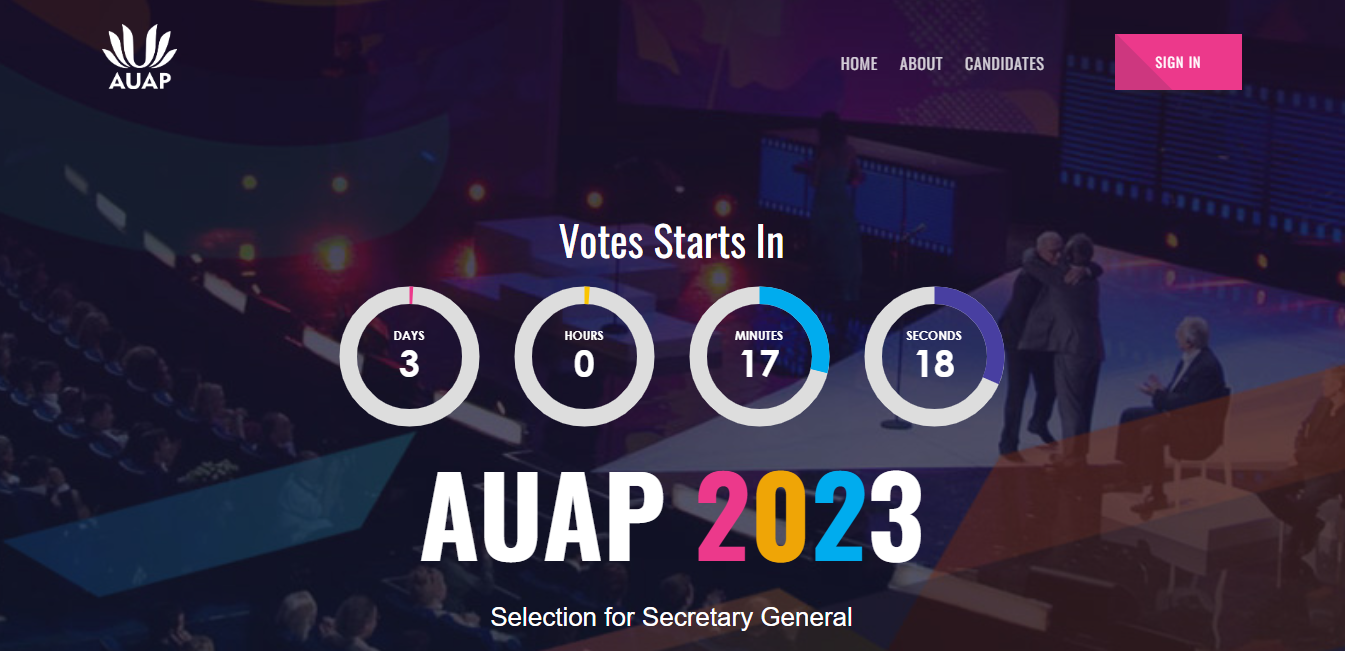 AUAP
HOME ABOUT CANDIDATES SIGN IN
Votes Starts In
DAYS HOURS MINUTES SECONDS
3 0 17 18
AUAP 2023
Selection for Secretary General